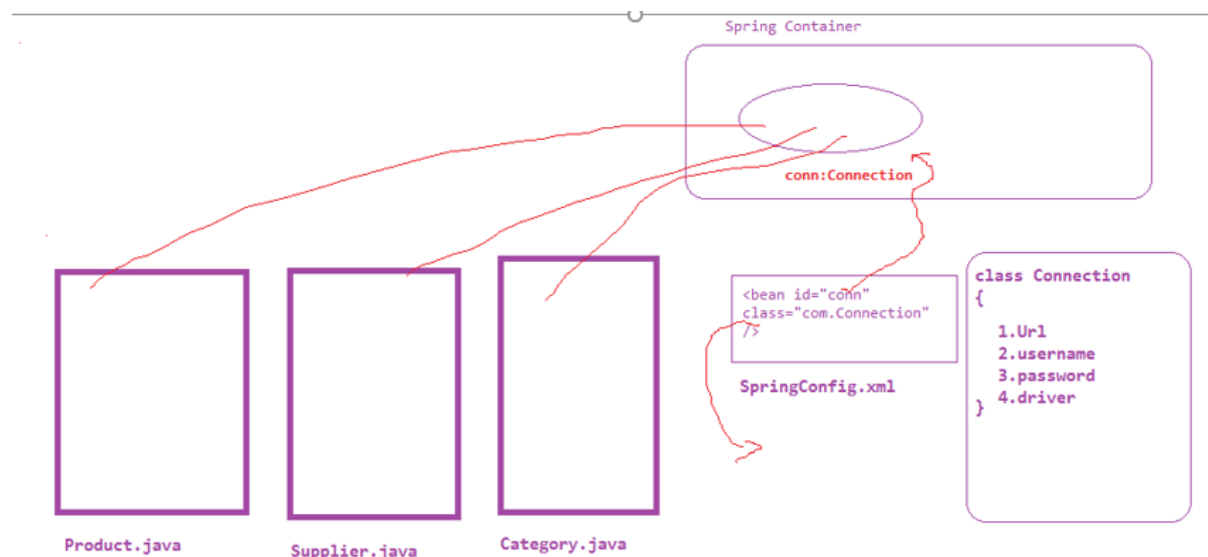 Spring Container
conn:Connection
<bean id="conn"
class="com.Connection"
/>
SpringConfig.xml
class Connection
{
1.Url
2.username
3.password
4.driver
}
Product.java
Supplier.java
Category.java